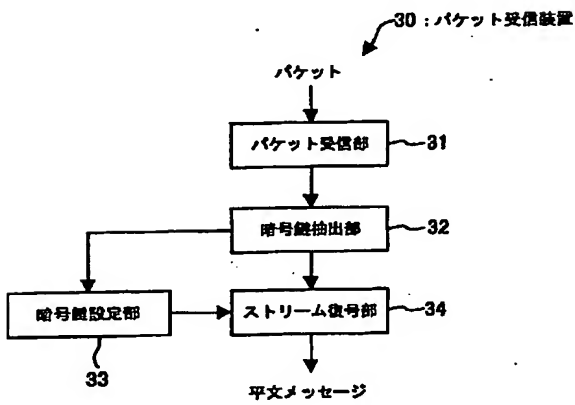 30：パケット受信装置
パケット
パケット受信部
31
暗号鍵抽出部
32
暗号鍵設定部
33
ストリーム復号部
34
平文メッセージ